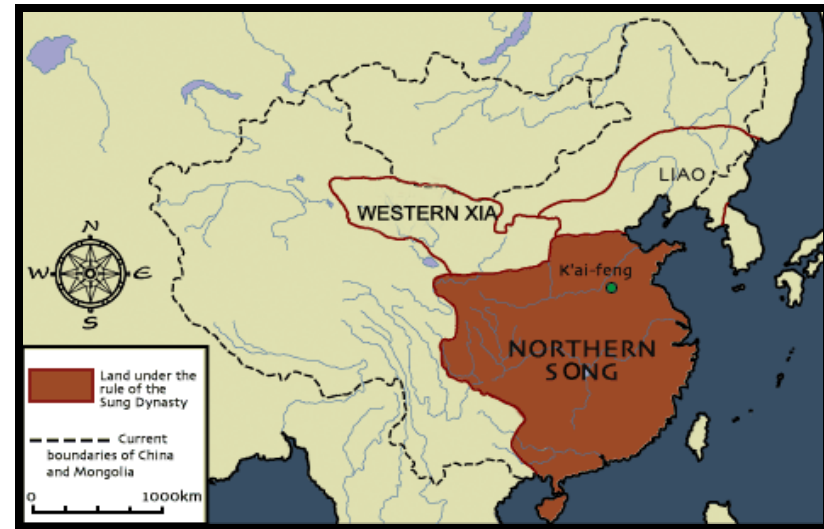 LIAO
WESTERN XIA
K'ai-feng
NORTHERN
SONG
N
W E
S
Land under the
rule of the
Sung Dynasty
Current
boundaries of China
and Mongolia
0 1000km